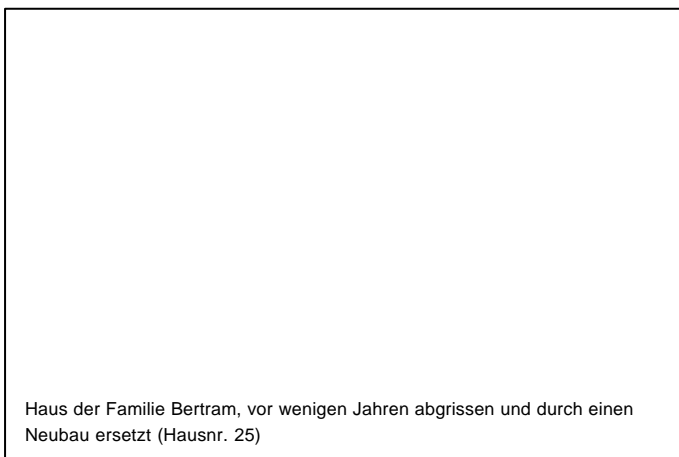 Haus der Familie Bertram, vor wenigen Jahren abgrissen und durch einen
Neubau ersetzt (Hausnr. 25)